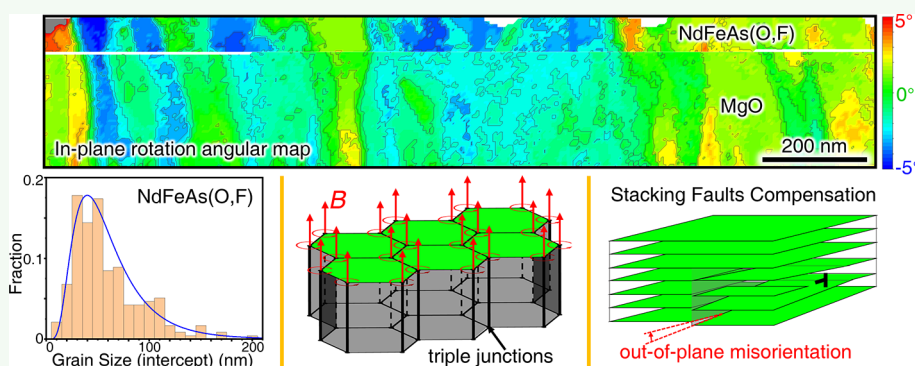 5°
NdFeAs(O,F)
0°
MgO
In-plane rotation angular map
200 nm
-5°
0.2
NdFeAs(O,F)
B
Stacking Faults Compensation
Fraction
0.1
0
0
100
200
Grain Size (intercept) (nm)
triple junctions
out-of-plane misorientation